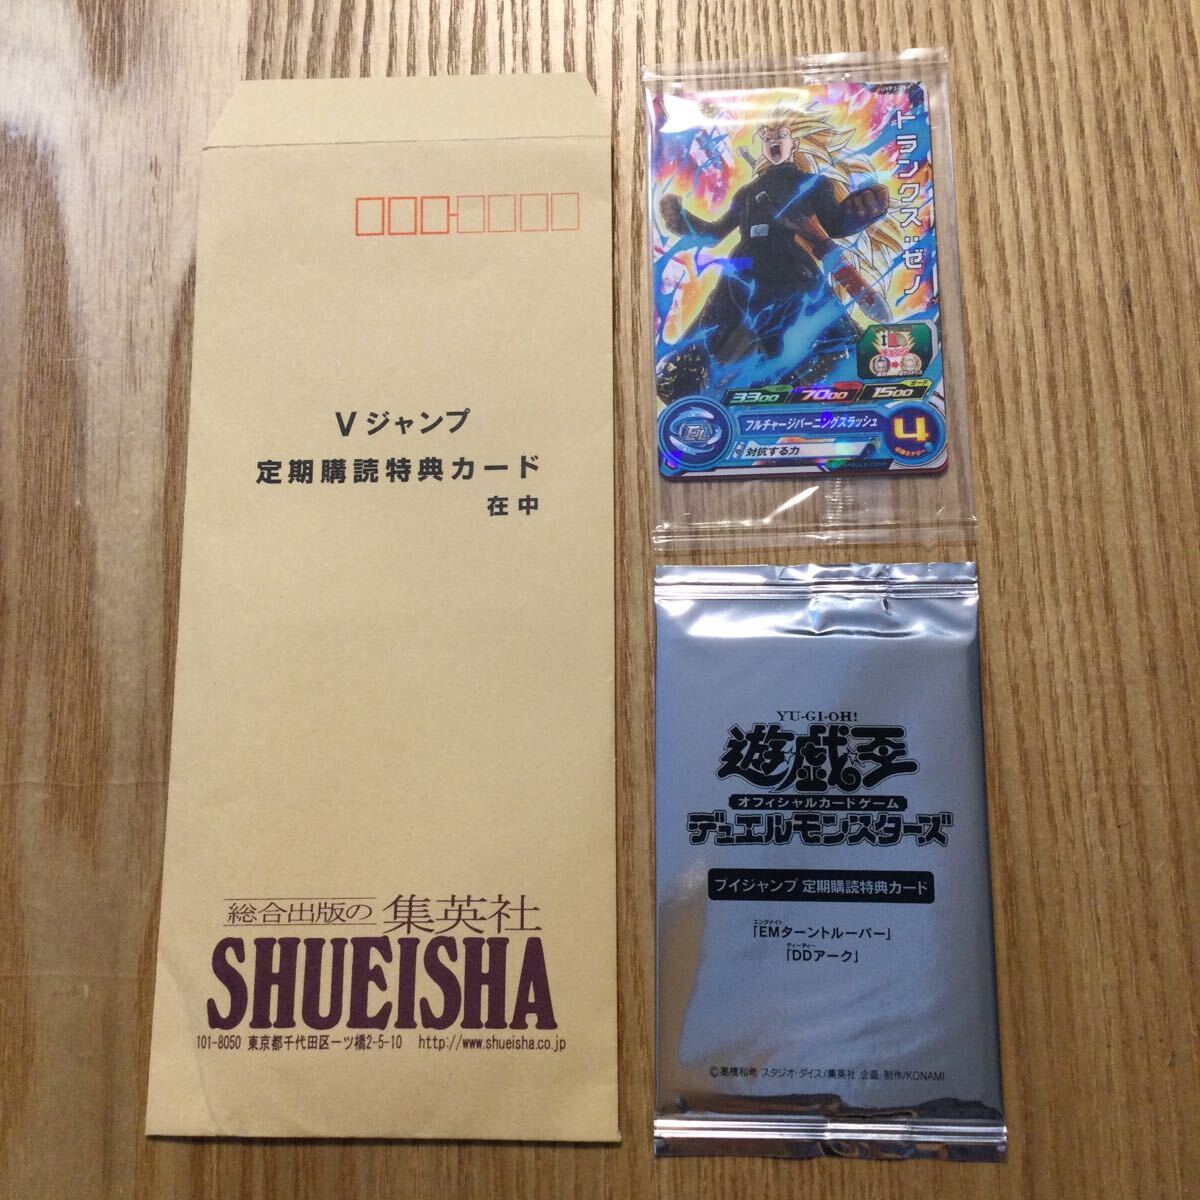 Vジャンプ
定期購読特典カード
在中
総合出版の集英社
SHUEISHA
101-8050 東京都千代田区一ツ橋2-5-10 http://www.shueisha.co.jp
トランクス:ゼノ
3300
7000
ガード
1500
フルチャージバーニングスラッシュ
対抗する力
4
YU-GI-OH!
遊戯王
オフィシャルカードゲーム
デュエルモンスターズ
ブイジャンプ 定期購読特典カード
エンタメイト
「EMターントルーパー」
ディーディー
「DDアーク」
©高橋和希 スタジオ・ダイス/集英社 企画・制作/KONAMI